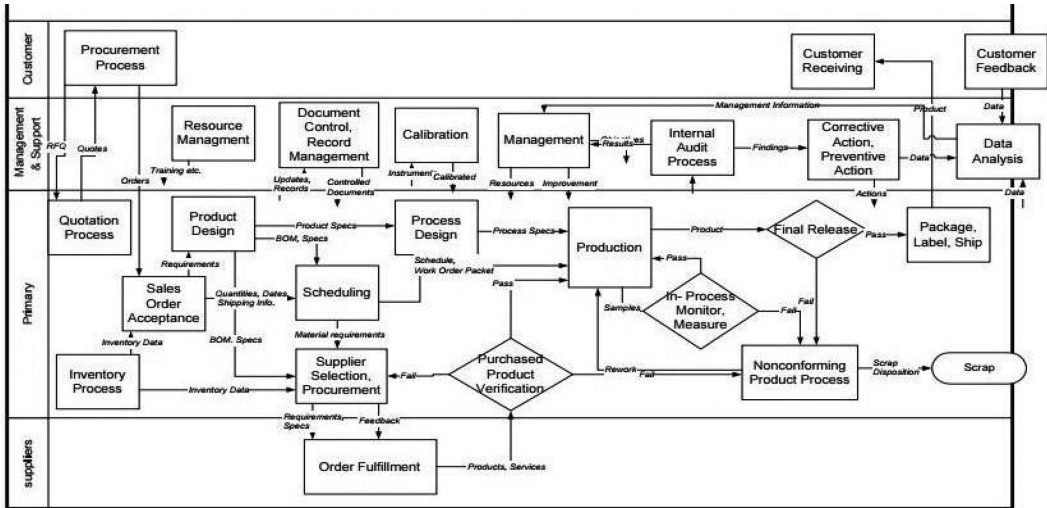 Customer
Procurement
Process
Customer
Receiving
Customer
Feedback
Management
& Support
RFQ
Quotes
Orders
Resource
Managment
Training etc.
Document
Control,
Record
Management
Updates,
Records
Controlled
Documents
Calibration
Instrument
Calibrated
Management
Management Information
Resources
Improvement
Results
Internal
Audit
Process
Findings
Corrective
Action,
Preventive
Action
Data
Actions
Product
Data
Data
Analysis
Data
Primary
Quotation
Process
Product
Design
Product Specs
BOM, Specs
Process
Design
Process Specs
Production
Product
Final Release
Pass
Package,
Label, Ship
Requirements
Sales
Order
Acceptance
Quantities, Dates
Shipping Info.
Scheduling
Schedule,
Work Order Packet
Pass
Pass
Samples
In- Process
Monitor,
Measure
Fail
Fail
Inventory Data
BOM. Specs
Material requirements
Inventory
Process
Inventory Data
Supplier
Selection,
Procurement
Fail
Purchased
Product
Verification
Rework
Fail
Nonconforming
Product Process
Scrap
Disposition
Scrap
suppliers
Requirements,
Specs
Feedback
Order Fulfillment
Products, Services